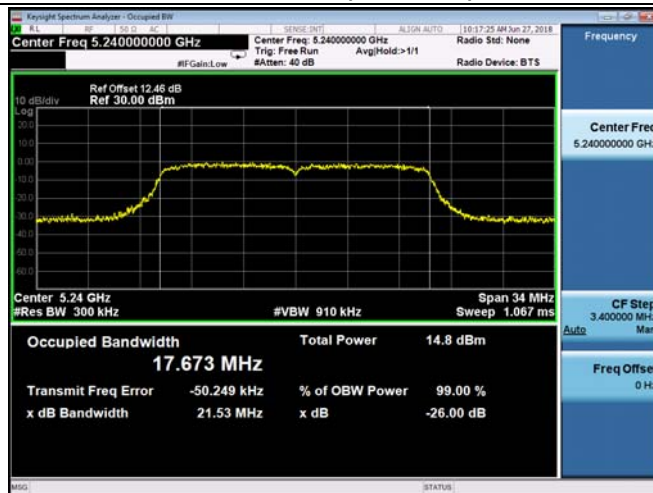 Keysight Spectrum Analyzer - Occupied BW
RL RF 50 Ω AC SENSE:INT ALIGN AUTO 10:17:25 AM Jun 27, 2018
Center Freq 5.240000000 GHz
Center Freq: 5.240000000 GHz
Radio Std: None
Trig: Free Run Avg|Hold:>1/1
#IFGain:Low
#Atten: 40 dB
Radio Device: BTS
Ref Offset 12.46 dB
10 dB/div Ref 30.00 dBm
Log
20.0
10.0
0.00
10.0
20.0
30.0
40.0
50.0
60.0
Center 5.24 GHz
Span 34 MHz
#Res BW 300 kHz
#VBW 910 kHz
Sweep 1.067 ms
Occupied Bandwidth
Total Power 14.8 dBm
17.673 MHz
Transmit Freq Error -50.249 kHz
% of OBW Power 99.00 %
x dB Bandwidth 21.53 MHz
x dB -26.00 dB
MSG
STATUS
Frequency
Center Freq
5.240000000 GHz
CF Step
3.400000 MHz
Auto Man
Freq Offse
0 Hz